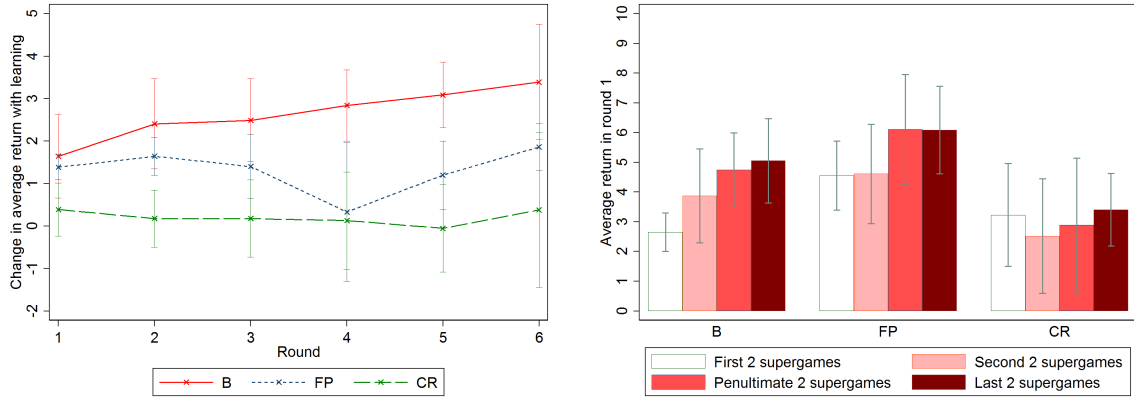 Change in average return with learning
5
4
3
2
1
0
-1
-2
1 2 3 4 5 6
Round
B FP CR
Average return in round 1
10
9
8
7
6
5
4
3
2
1
0
B FP CR
First 2 supergames Second 2 supergames
Penultimate 2 supergames Last 2 supergames